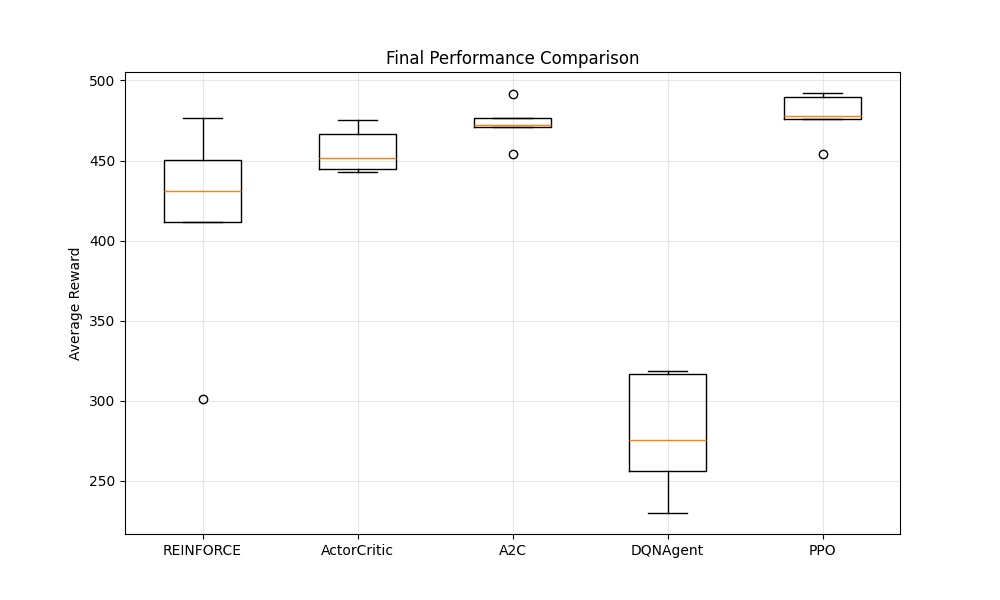 Final Performance Comparison
Average Reward
500
450
400
350
300
250
REINFORCE
ActorCritic
A2C
DQNAgent
PPO